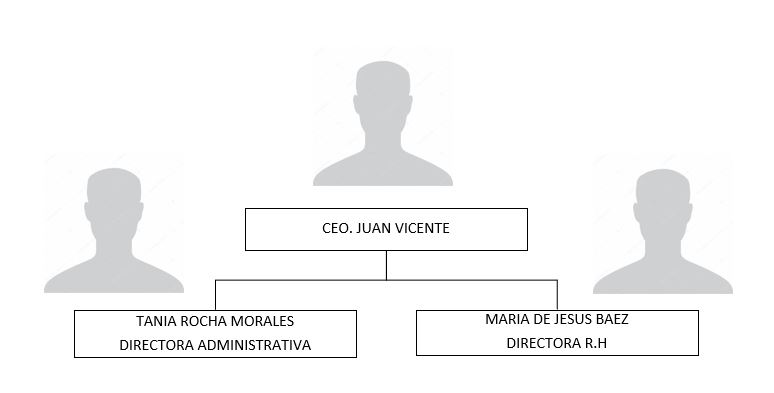 CEO. JUAN VICENTE
TANIA ROCHA MORALES
DIRECTORA ADMINISTRATIVA
MARIA DE JESUS BAEZ
DIRECTORA R.H